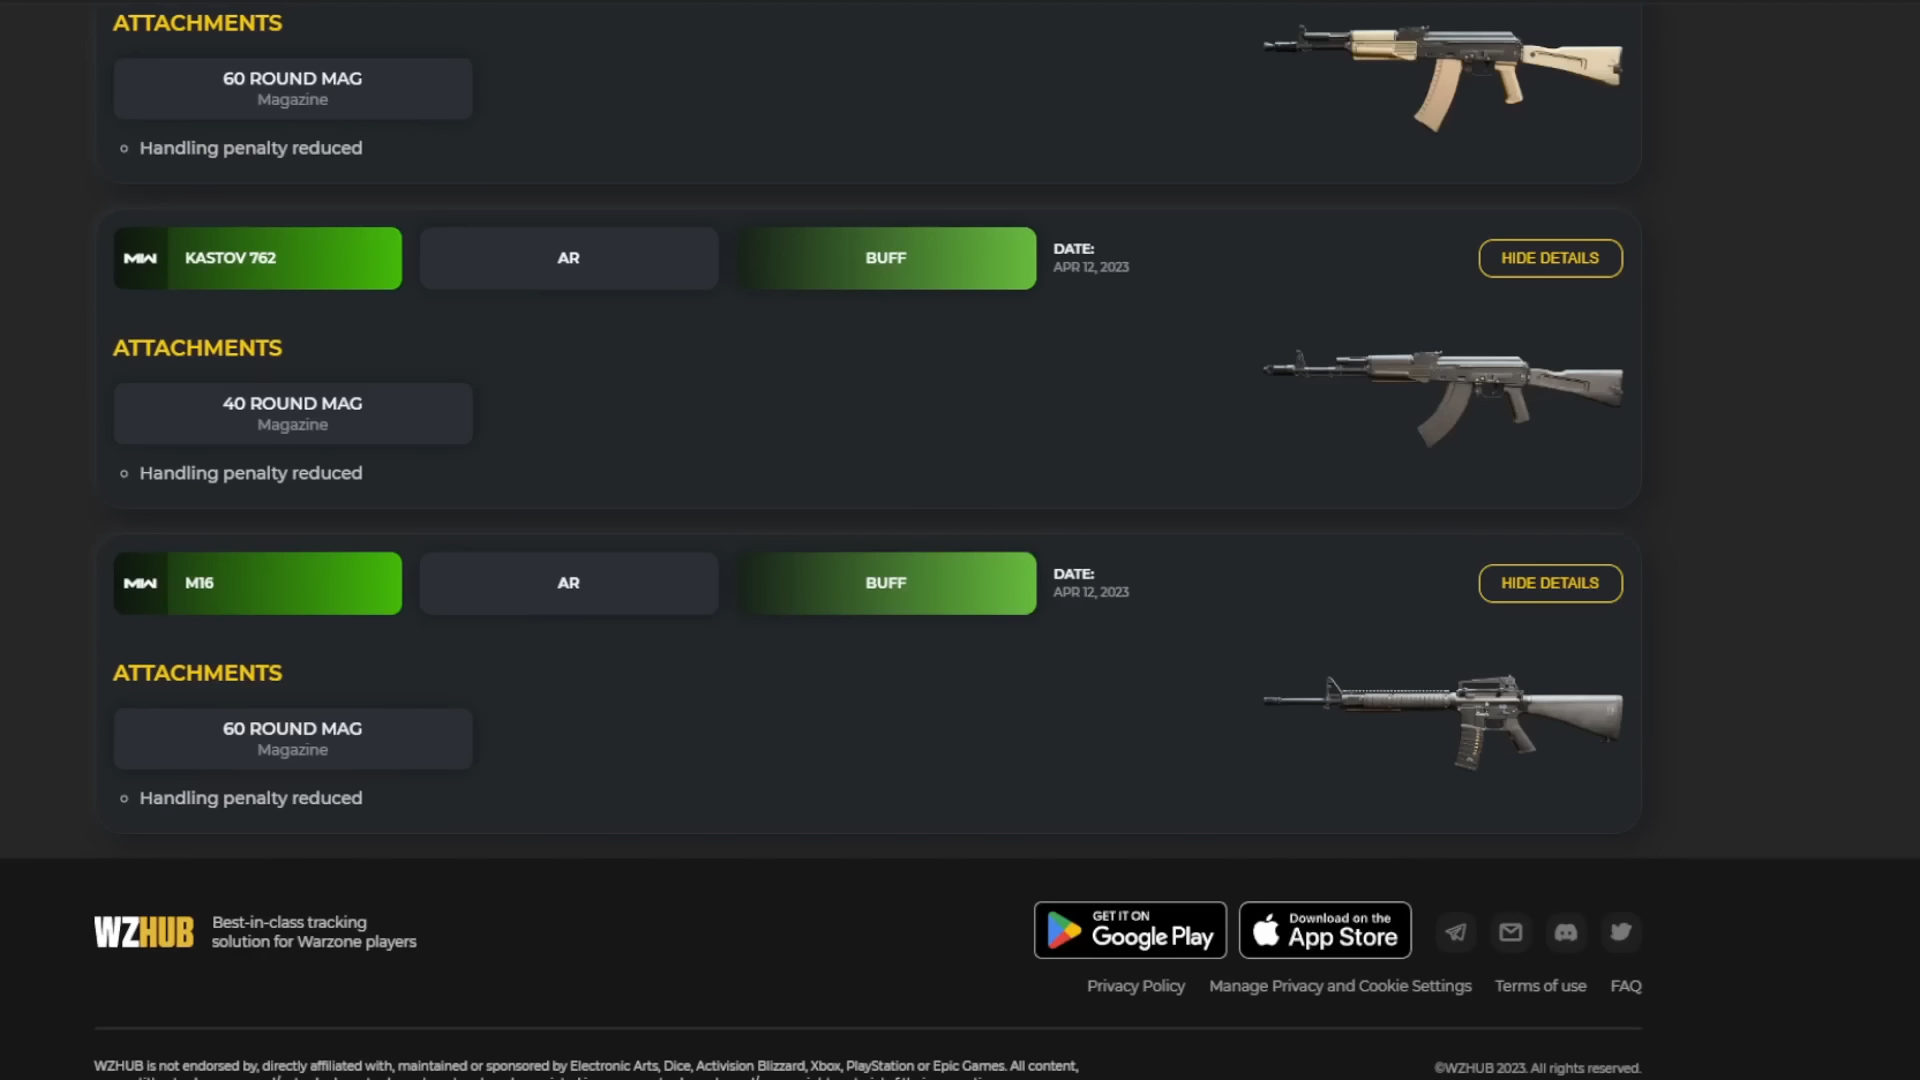 ATTACHMENTS
60 ROUND MAG
Magazine
Handling penalty reduced
MW KASTOV 762 AR BUFF DATE: HIDE DETAILS
APR 12, 2023
ATTACHMENTS
40 ROUND MAG
Magazine
Handling penalty reduced
MW M16 AR BUFF DATE: HIDE DETAILS
APR 12, 2023
ATTACHMENTS
60 ROUND MAG
Magazine
Handling penalty reduced
WZHUB Best-in-class tracking
solution for Warzone players
GET IT ON
Google Play
Download on the
App Store
Privacy Policy Manage Privacy and Cookie Settings Terms of use FAQ
WZHUB is not endorsed by, directly affiliated with, maintained or sponsored by Electronic Arts, Dice, Activision Blizzard, Xbox, PlayStation or Epic Games. All content,
©WZHUB 2023. All rights reserved.